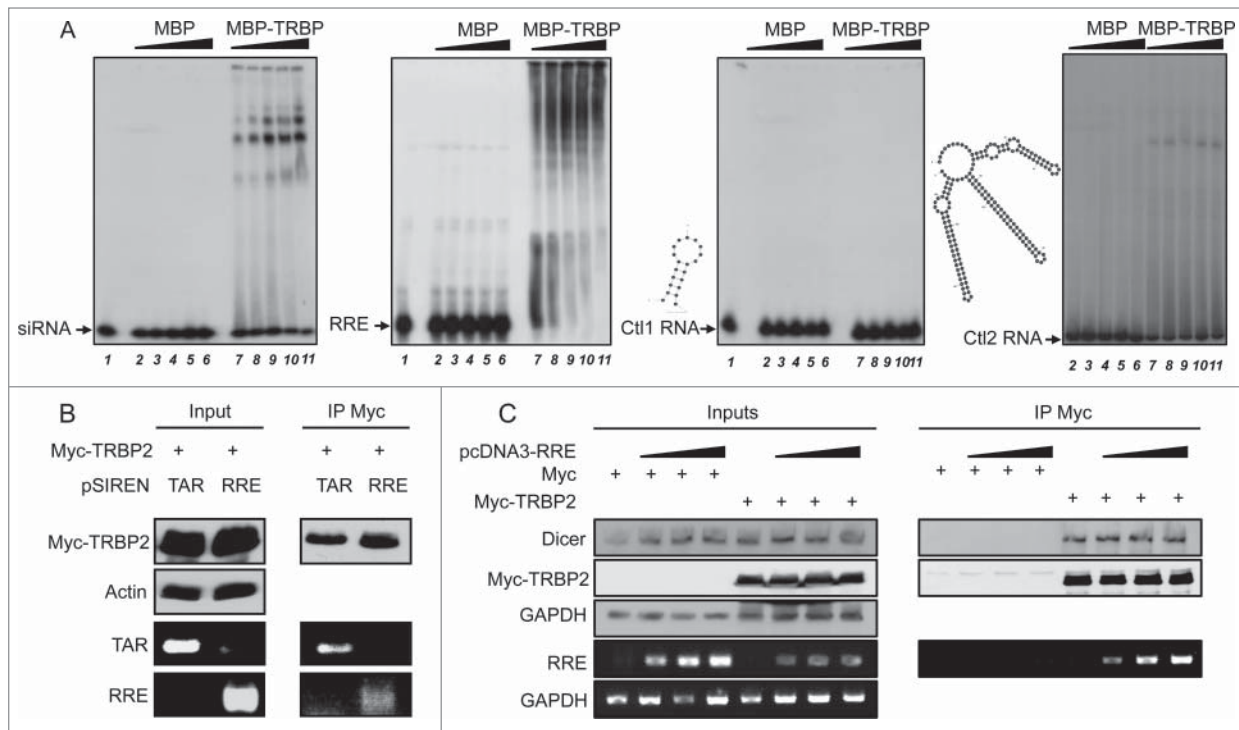 A
MBP MBP-TRBP
MBP MBP-TRBP
MBP MBP-TRBP
MBP MBP-TRBP
siRNA
RRE
Ctl1 RNA
Ctl2 RNA
1 2 3 4 5 6 7 8 9 10 11
1 2 3 4 5 6 7 8 9 10 11
1 2 3 4 5 6 7 8 9 10 11
2 3 4 5 6 7 8 9 10 11
B
Input IP Myc
Myc-TRBP2 + + + +
pSIREN TAR RRE TAR RRE
Myc-TRBP2
Actin
TAR
RRE
C
Inputs IP Myc
pcDNA3-RRE
Myc + + + + + + + +
Myc-TRBP2 + + + + + + + +
Dicer
Myc-TRBP2
GAPDH
RRE
GAPDH